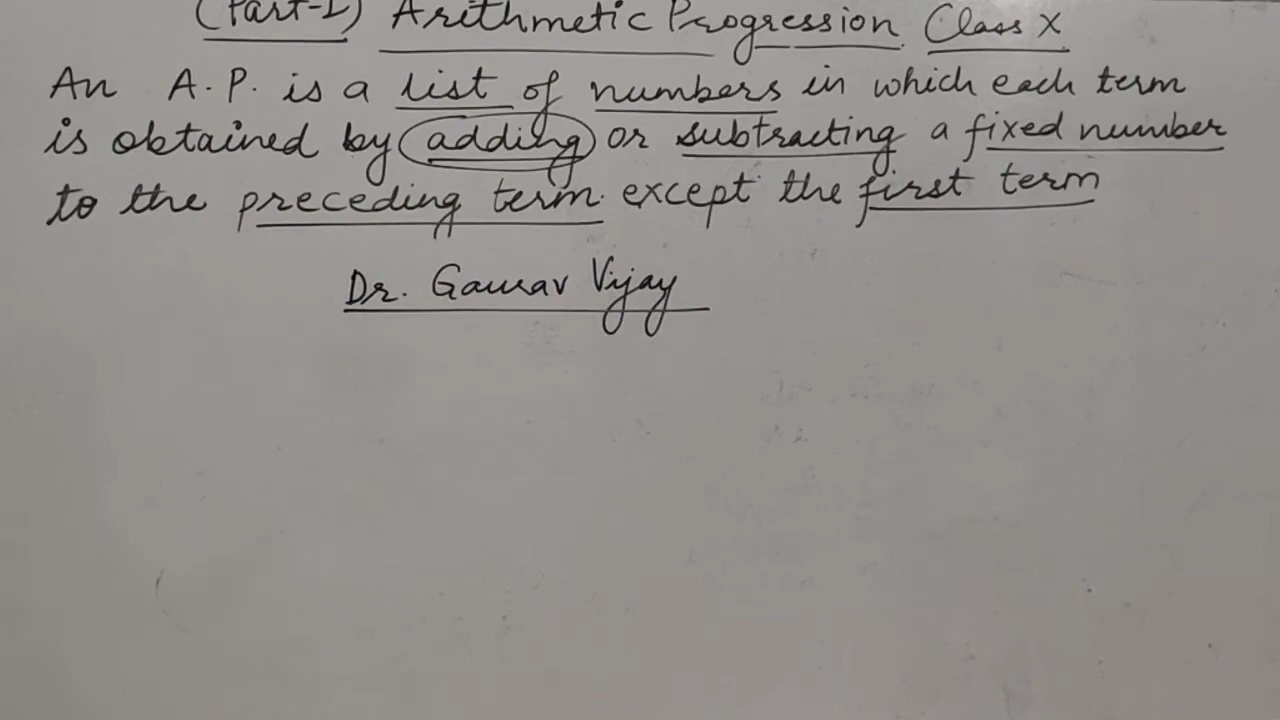 (Part-1) Arithmetic Progression Class X
An A.P. is a list of numbers in which each term
is obtained by adding or subtracting a fixed number
to the preceding term except the first term
Dr. Gaurav Vijay